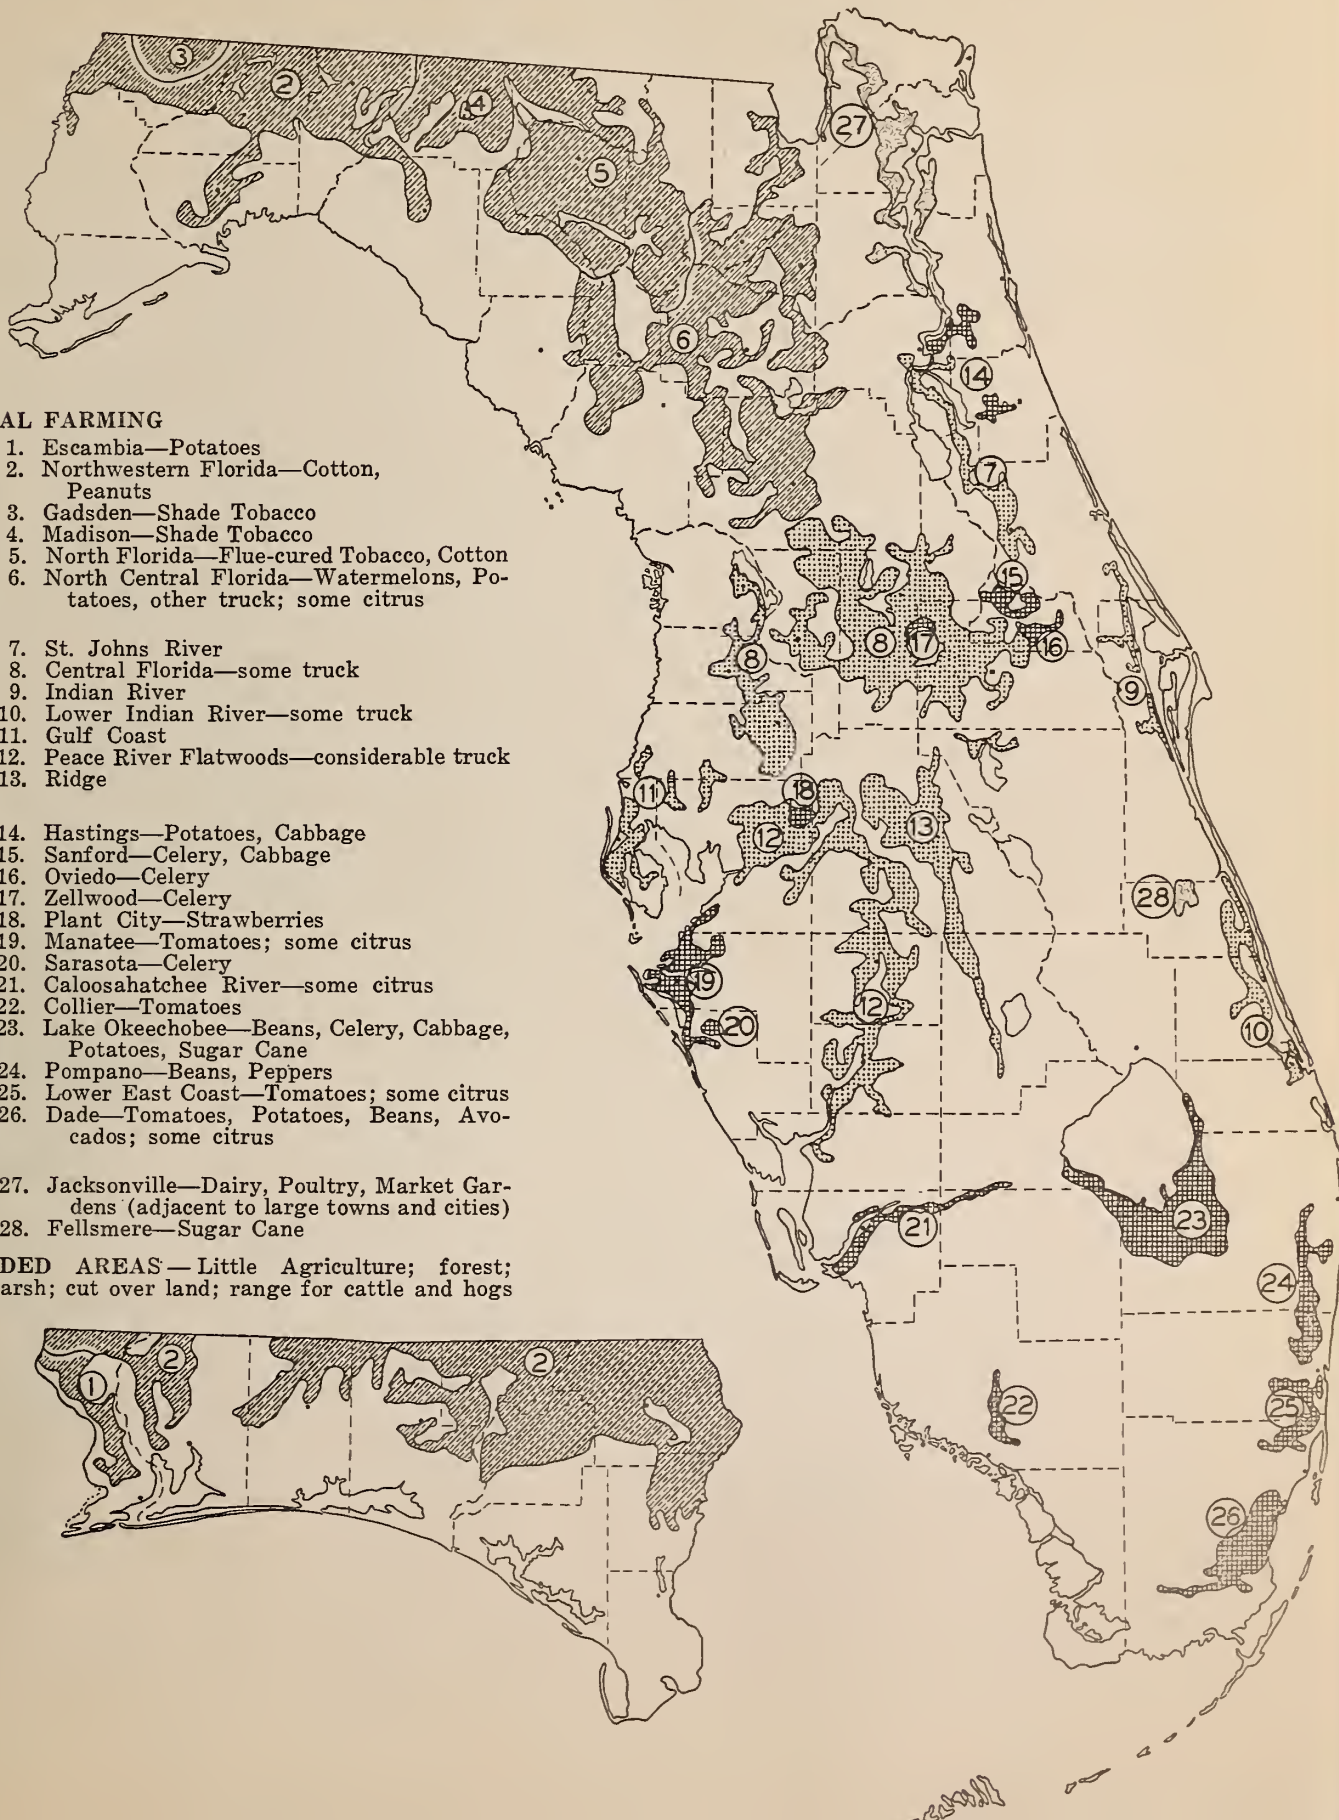 AL FARMING
1. Escambia—Potatoes
2. Northwestern Florida—Cotton,
Peanuts
3. Gadsden—Shade Tobacco
4. Madison—Shade Tobacco
5. North Florida—Flue-cured Tobacco, Cotton
6. North Central Florida—Watermelons, Po-
tatoes, other truck; some citrus
7. St. Johns River
8. Central Florida—some truck
9. Indian River
10. Lower Indian River—some truck
11. Gulf Coast
12. Peace River Flatwoods—considerable truck
13. Ridge
14. Hastings—Potatoes, Cabbage
15. Sanford—Celery, Cabbage
16. Oviedo—Celery
17. Zellwood—Celery
18. Plant City—Strawberries
19. Manatee—Tomatoes; some citrus
20. Sarasota—Celery
21. Caloosahatchee River—some citrus
22. Collier—Tomatoes
23. Lake Okeechobee—Beans, Celery, Cabbage,
Potatoes, Sugar Cane
24. Pompano—Beans, Peppers
25. Lower East Coast—Tomatoes; some citrus
26. Dade—Tomatoes, Potatoes, Beans, Avo-
cados; some citrus
27. Jacksonville—Dairy, Poultry, Market Gar-
dens (adjacent to large towns and cities)
28. Fellsmere—Sugar Cane
DED AREAS—Little Agriculture; forest;
arsh; cut over land; range for cattle and hogs
3
2
4
27
5
6
14
7
15
8
8
17
16
9
11
18
12
13
28
19
12
20
10
21
23
24
22
25
26
1
2
2